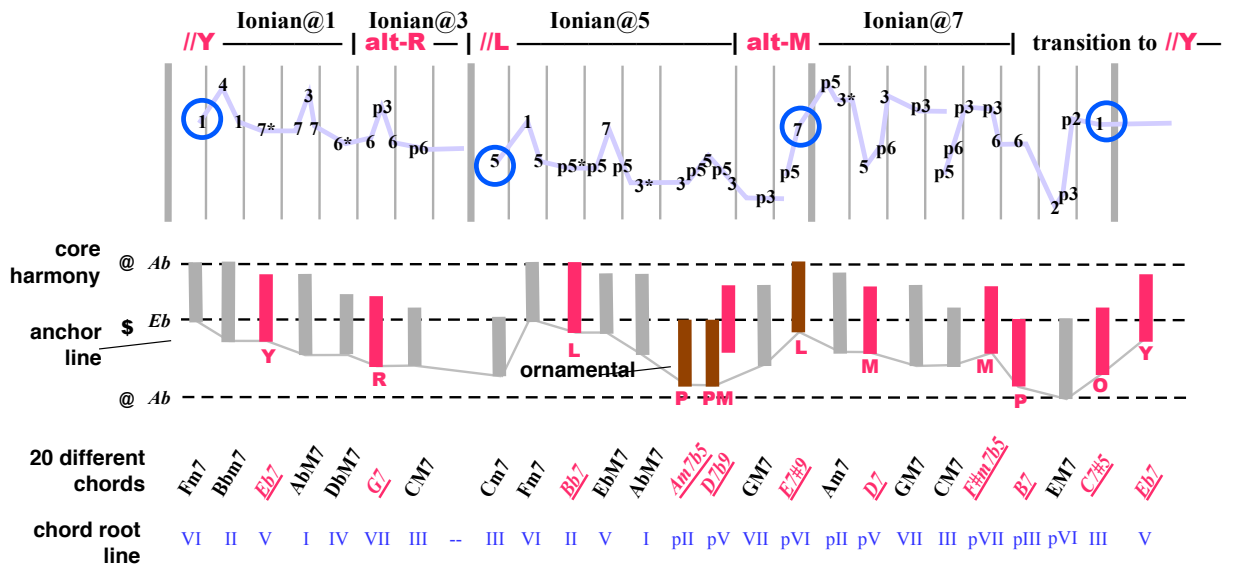 Ionian@1 Ionian@3 Ionian@5 Ionian@7
//Y | alt-R | //L | alt-M | transition to //Y
1 4 1 7* 7 3 7 6* 6 p3 6 p6 5 1 5 p5* p5 7 p5 3* 3 p5 5 p5 3 p3 p5 7 p5 3* 5 p6 3 p3 p5 p6 p3 p3 6 6 2 p3 p2 1
core
harmony
@ Ab
$ Eb
anchor
line
@ Ab
ornamental
Y R L P PM L M M P O Y
20 different
chords
Fm7 Bbm7 Eb7 AbM7 DbM7 G7 CM7 Cm7 Fm7 Bb7 EbM7 AbM7 Am7b5 D7b9 GM7 E7#9 Am7 D7 GM7 CM7 F#m7b5 B7 EM7 C7#5 Eb7
chord root
line
VI II V I IV VII III -- III VI II V I pII pV VII pVI pII pV VII III pVII pIII pVI III V